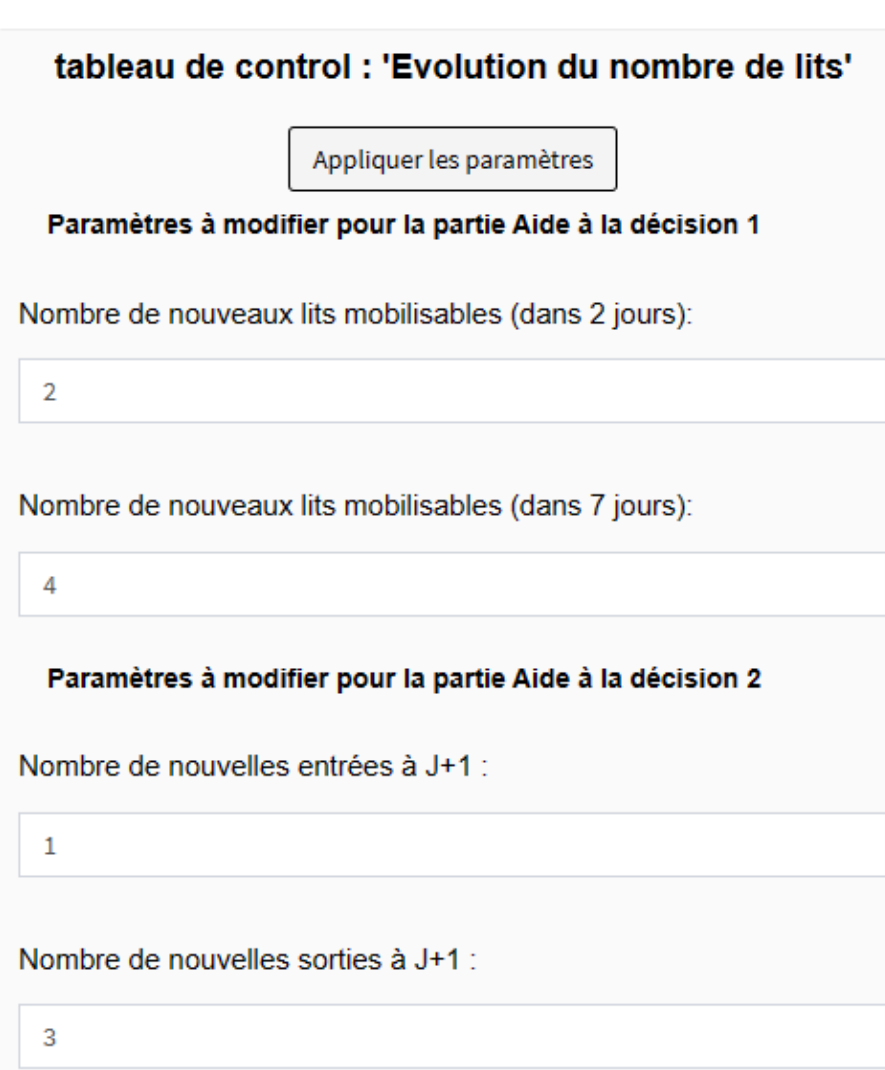 tableau de control : 'Evolution du nombre de lits'
Appliquer les paramètres
Paramètres à modifier pour la partie Aide à la décision 1
Nombre de nouveaux lits mobilisables (dans 2 jours):
2
Nombre de nouveaux lits mobilisables (dans 7 jours):
4
Paramètres à modifier pour la partie Aide à la décision 2
Nombre de nouvelles entrées à J+1 :
1
Nombre de nouvelles sorties à J+1 :
3